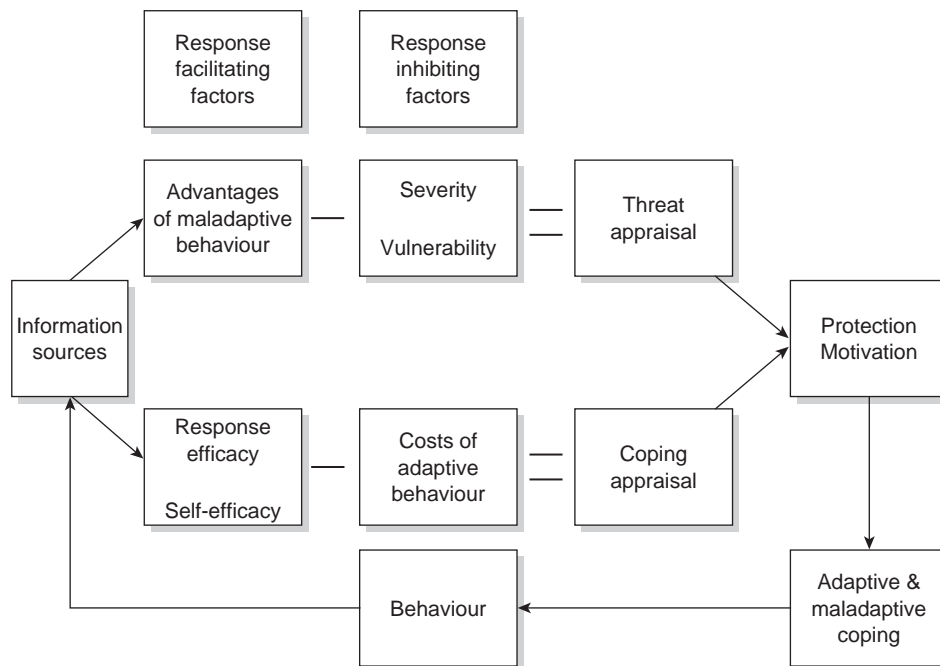 Response
facilitating
factors
Response
inhibiting
factors
Advantages
of maladaptive
behaviour
Severity
Vulnerability
Threat
appraisal
Information
sources
Protection
Motivation
Response
efficacy
Self-efficacy
Costs of
adaptive
behaviour
Coping
appraisal
Behaviour
Adaptive &
maladaptive
coping